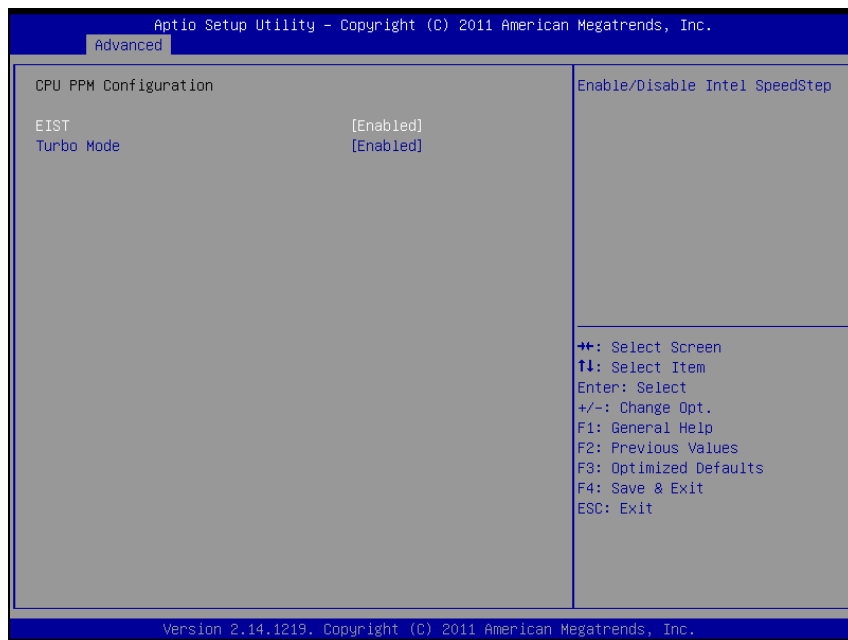 Aptio Setup Utility – Copyright (C) 2011 American Megatrends, Inc.
Advanced
CPU PPM Configuration
EIST [Enabled]
Turbo Mode [Enabled]
Enable/Disable Intel SpeedStep
→←: Select Screen
↑↓: Select Item
Enter: Select
+/-: Change Opt.
F1: General Help
F2: Previous Values
F3: Optimized Defaults
F4: Save & Exit
ESC: Exit
Version 2.14.1219. Copyright (C) 2011 American Megatrends, Inc.